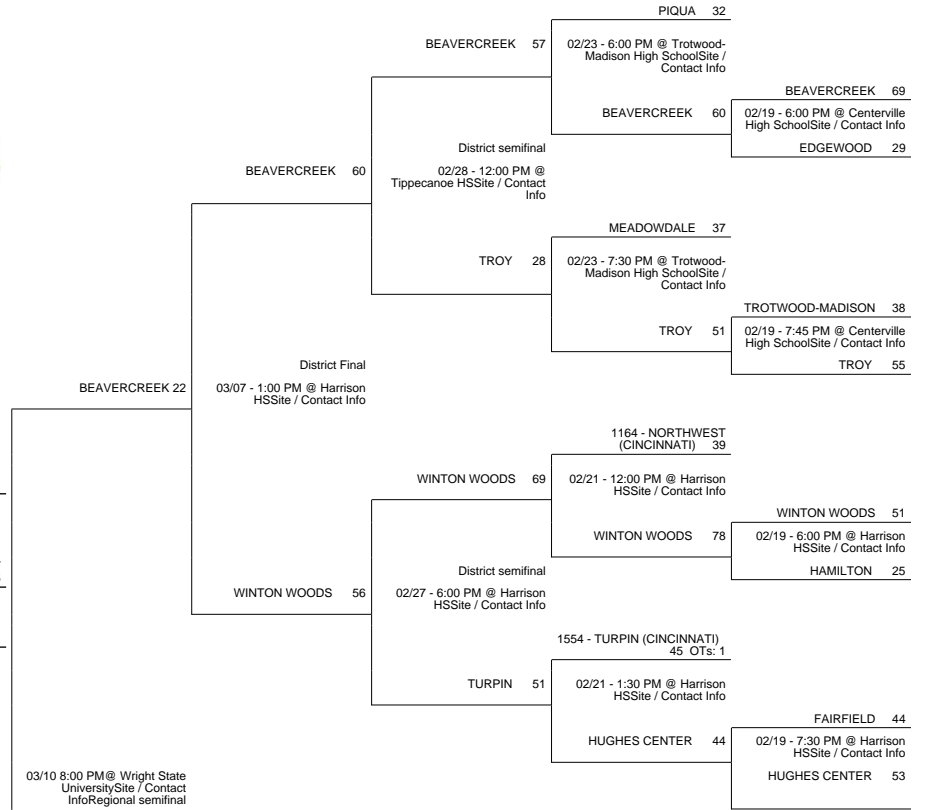 PIQUA 32
BEAVERCREEK 57
02/23 - 6:00 PM @ Trotwood-
Madison High SchoolSite /
Contact Info
BEAVERCREEK 69
BEAVERCREEK 60
02/19 - 6:00 PM @ Centerville
High SchoolSite / Contact Info
EDGEWOOD 29
District semifinal
BEAVERCREEK 60
02/28 - 12:00 PM @
Tippecanoe HSSite / Contact
Info
MEADOWDALE 37
TROY 28
02/23 - 7:30 PM @ Trotwood-
Madison High SchoolSite /
Contact Info
TROTWOOD-MADISON 38
TROY 51
02/19 - 7:45 PM @ Centerville
High SchoolSite / Contact Info
TROY 55
District Final
BEAVERCREEK 22
03/07 - 1:00 PM @ Harrison
HSSite / Contact Info
1164 - NORTHWEST
(CINCINNATI) 39
WINTON WOODS 69
02/21 - 12:00 PM @ Harrison
HSSite / Contact Info
WINTON WOODS 51
WINTON WOODS 78
02/19 - 6:00 PM @ Harrison
HSSite / Contact Info
HAMILTON 25
District semifinal
WINTON WOODS 56
02/27 - 6:00 PM @ Harrison
HSSite / Contact Info
1554 - TURPIN (CINCINNATI)
45 OTs: 1
TURPIN 51
02/21 - 1:30 PM @ Harrison
HSSite / Contact Info
FAIRFIELD 44
HUGHES CENTER 44
02/19 - 7:30 PM @ Harrison
HSSite / Contact Info
HUGHES CENTER 53
03/10 8:00 PM@ Wright State
UniversitySite / Contact
InfoRegional semifinal